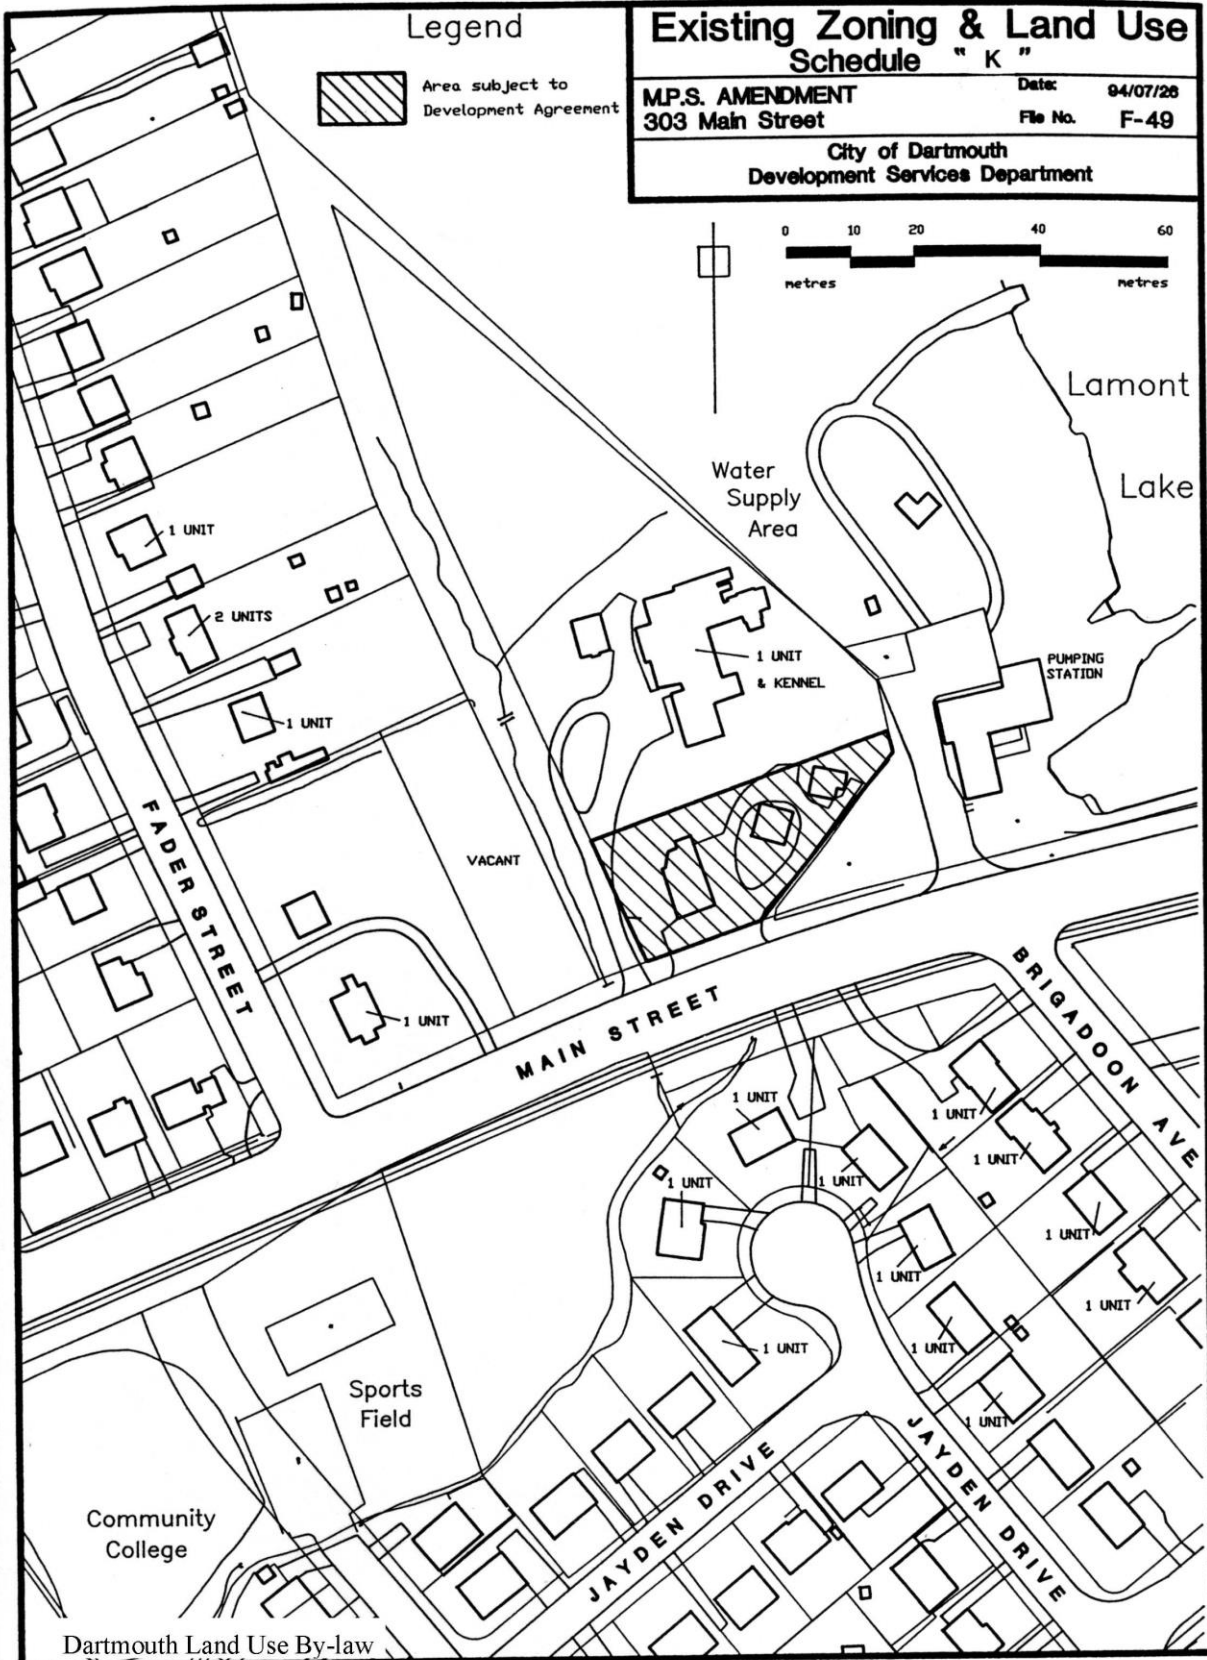 Legend
Area subject to
Development Agreement
Existing Zoning & Land Use
Schedule " K "
M.P.S. AMENDMENT
Date: 94/07/26
303 Main Street
File No. F-49
City of Dartmouth
Development Services Department
0 10 20 40 60
metres metres
Lamont
Lake
Water
Supply
Area
1 UNIT
2 UNITS
1 UNIT
1 UNIT
& KENNEL
PUMPING
STATION
FADER STREET
VACANT
1 UNIT
MAIN STREET
BRIGADOON AVE
1 UNIT
1 UNIT
1 UNIT
1 UNIT
1 UNIT
1 UNIT
1 UNIT
1 UNIT
1 UNIT
1 UNIT
1 UNIT
Sports
Field
1 UNIT
JAYDEN DRIVE
JAYDEN DRIVE
Community
College
Dartmouth Land Use By-law